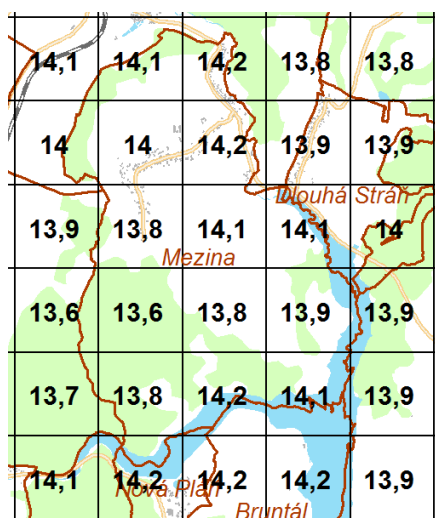 14,1 14,1 14,2 13,8 13,8
14 14 14,2 13,9 13,9
Dlouhá Stráň
13,9 13,8 14,1 14,1 14
Mezina
13,6 13,6 13,8 13,9 13,9
13,7 13,8 14,2 14,1 13,9
14,1 14,2 14,2 14,2 13,9
Nová Pláň
Bruntál